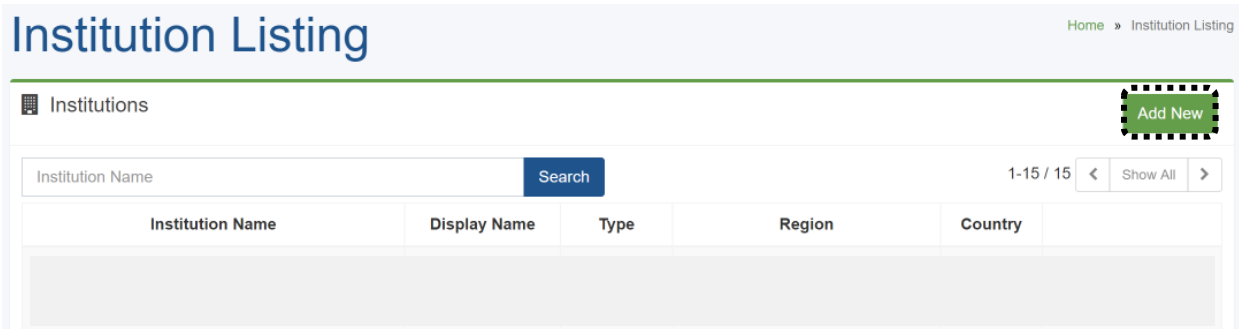 Institution Listing
Home » Institution Listing
Institutions
Add New
Institution Name
Search
1-15 / 15
Show All
Institution Name Display Name Type Region Country